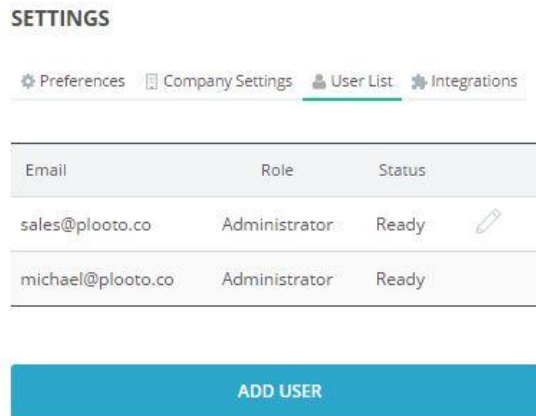 SETTINGS
Preferences Company Settings User List Integrations
Email Role Status
sales@plooto.co Administrator Ready
michael@plooto.co Administrator Ready
ADD USER